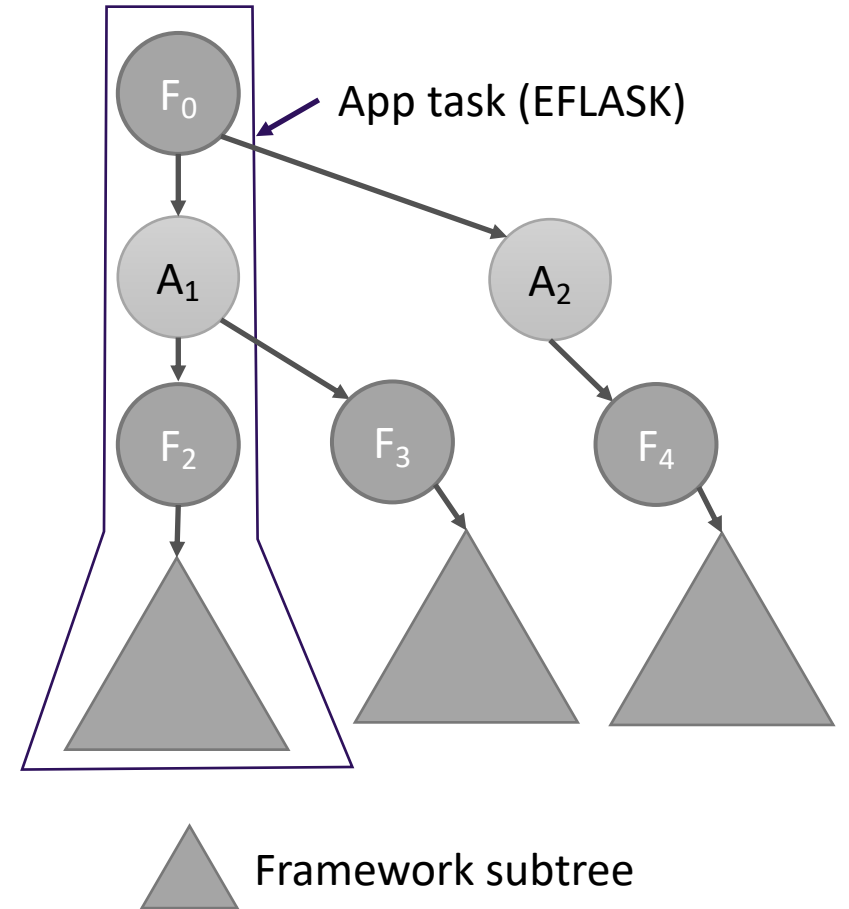 F₀
App task (EFLASK)
A₁
A₂
F₂
F₃
F₄
Framework subtree